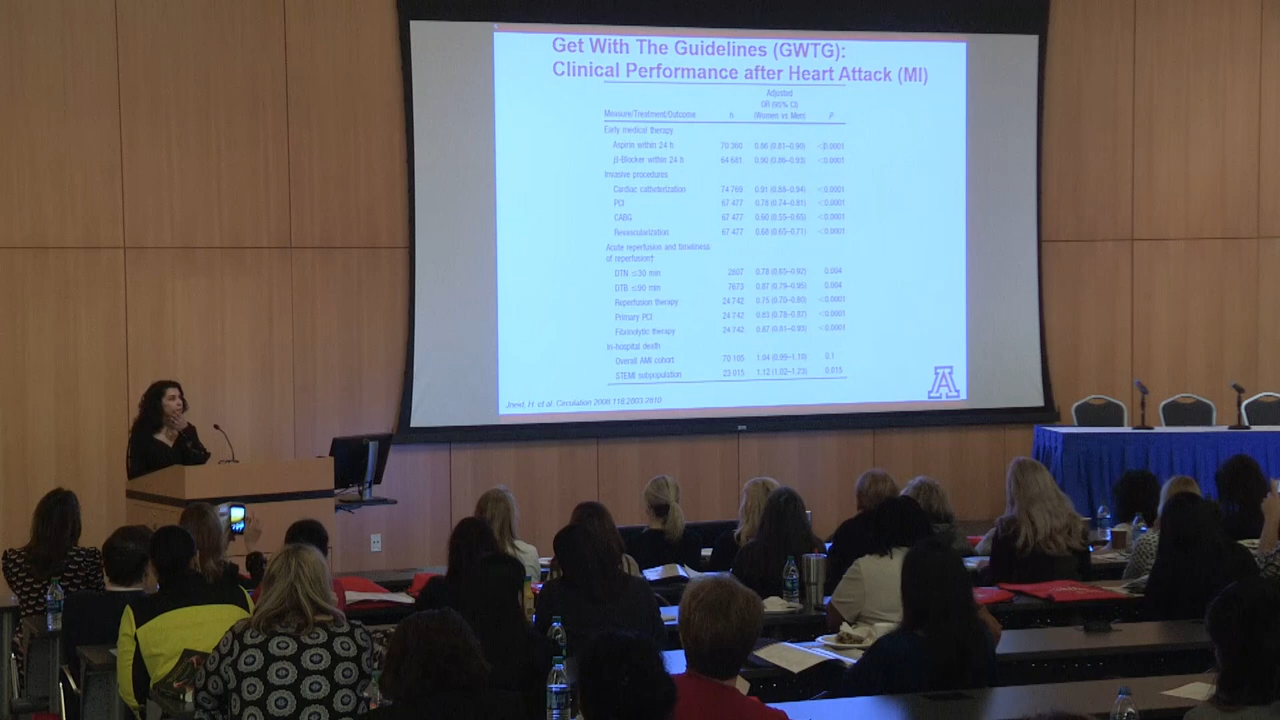 Get With The Guidelines (GWTG):
Clinical Performance after Heart Attack (MI)
Adjusted
OR (95% CI)
Measure/Treatment/Outcome n (Women vs Men) P
Early medical therapy
Aspirin within 24 h 70 360 0.86 (0.81–0.90) <0.0001
β-Blocker within 24 h 64 681 0.90 (0.86–0.93) <0.0001
Invasive procedures
Cardiac catheterization 74 769 0.91 (0.88–0.94) <0.0001
PCI 67 477 0.78 (0.74–0.81) <0.0001
CABG 67 477 0.60 (0.55–0.65) <0.0001
Revascularization 67 477 0.68 (0.65–0.71) <0.0001
Acute reperfusion and timeliness
of reperfusion†
DTN ≤30 min 2607 0.78 (0.65–0.92) 0.004
DTB ≤90 min 7673 0.87 (0.79–0.95) 0.004
Reperfusion therapy 24 742 0.75 (0.70–0.80) <0.0001
Primary PCI 24 742 0.83 (0.78–0.87) <0.0001
Fibrinolytic therapy 24 742 0.87 (0.81–0.93) <0.0001
In-hospital death
Overall AMI cohort 70 105 1.04 (0.99–1.10) 0.1
STEMI subpopulation 23 015 1.12 (1.02–1.23) 0.015
A
Jneid, H. et al. Circulation 2008;118:2803-2810